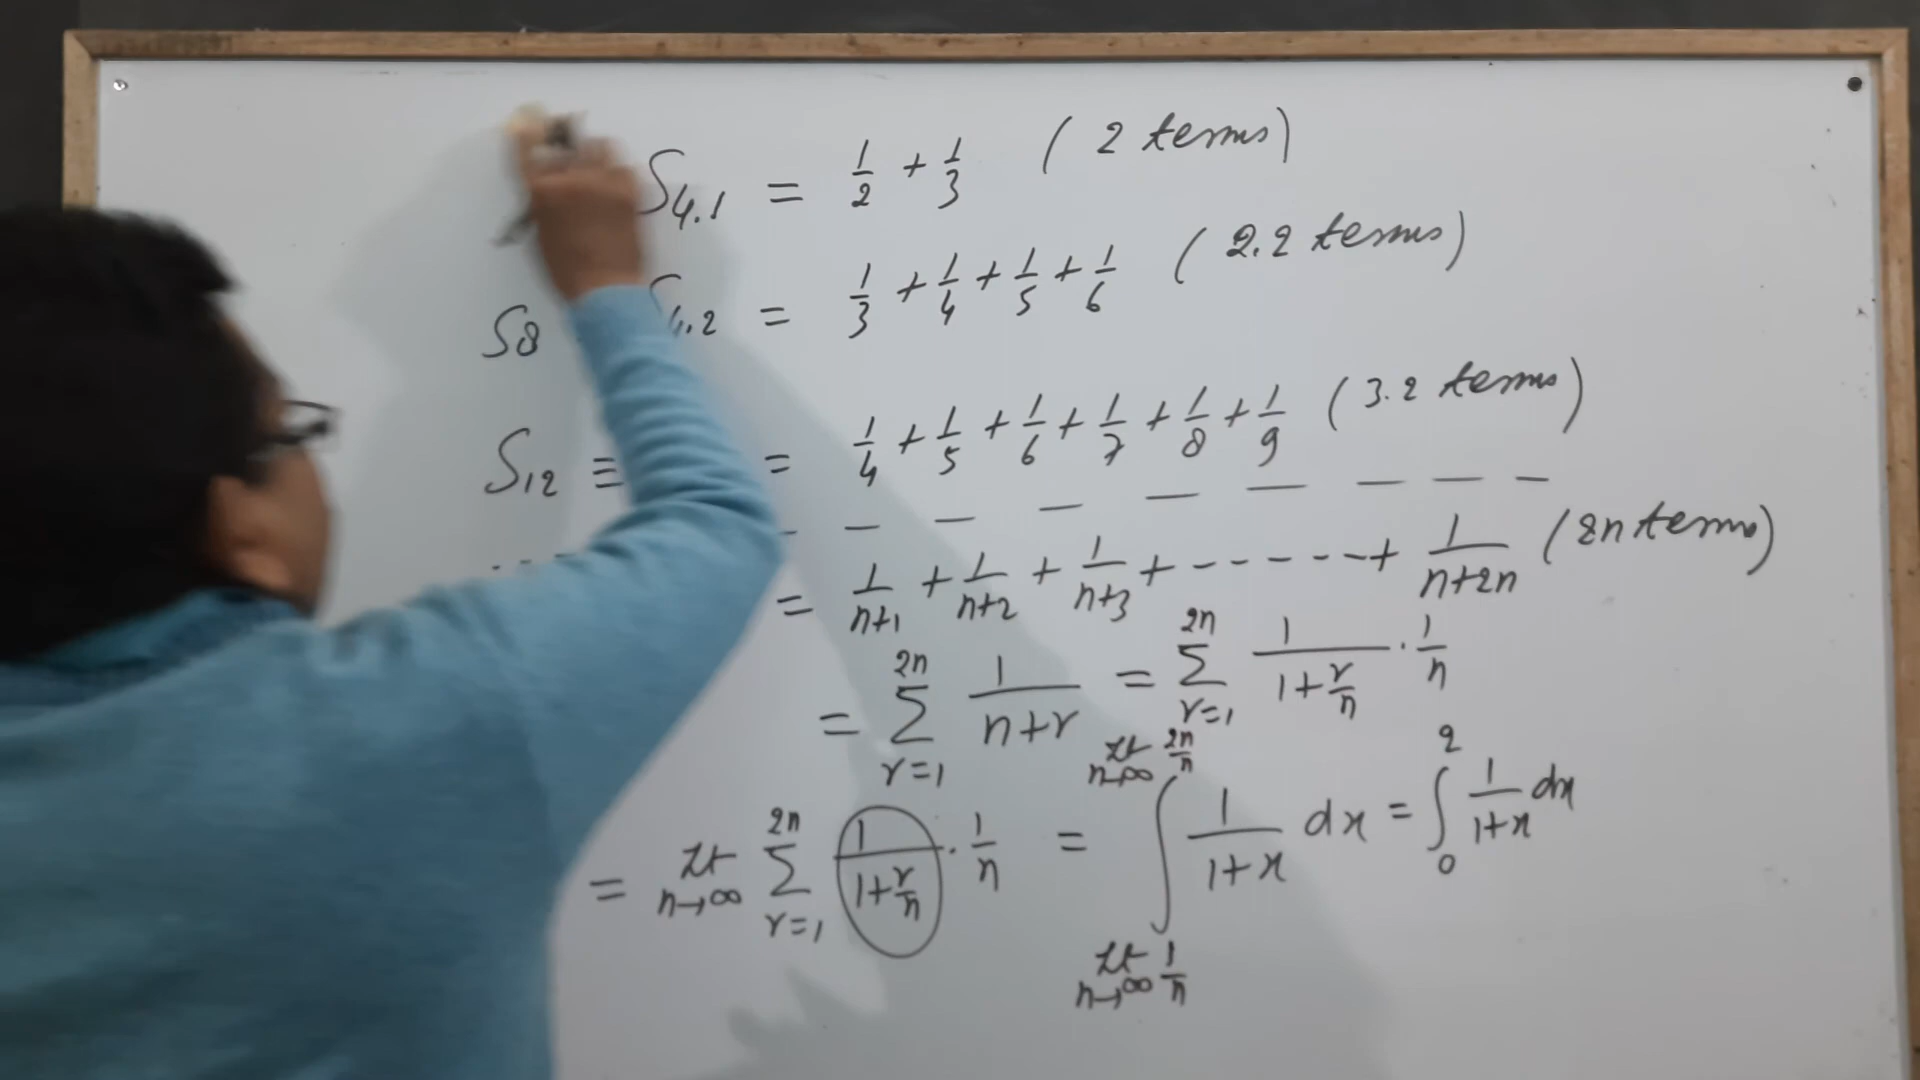 S₄.₁ = 1/2 + 1/3 (2 terms)
S₈ .₂ = 1/3 + 1/4 + 1/5 + 1/6 (2.2 terms)
S₁₂ ≡ = 1/4 + 1/5 + 1/6 + 1/7 + 1/8 + 1/9 (3.2 terms)
— — — — — — — —
= 1/(n+1) + 1/(n+2) + 1/(n+3) + ------+ 1/(n+2n) (2n terms)
= Σ_{r=1}^{2n} 1/(n+r) = Σ_{r=1}^{2n} 1/(1+r/n) · 1/n
= lt_{n→∞} Σ_{r=1}^{2n} 1/(1+r/n) · 1/n = ∫_{lt_{n→∞} 1/n}^{lt_{n→∞} 2n/n} 1/(1+x) dx = ∫_0^2 1/(1+x) dx